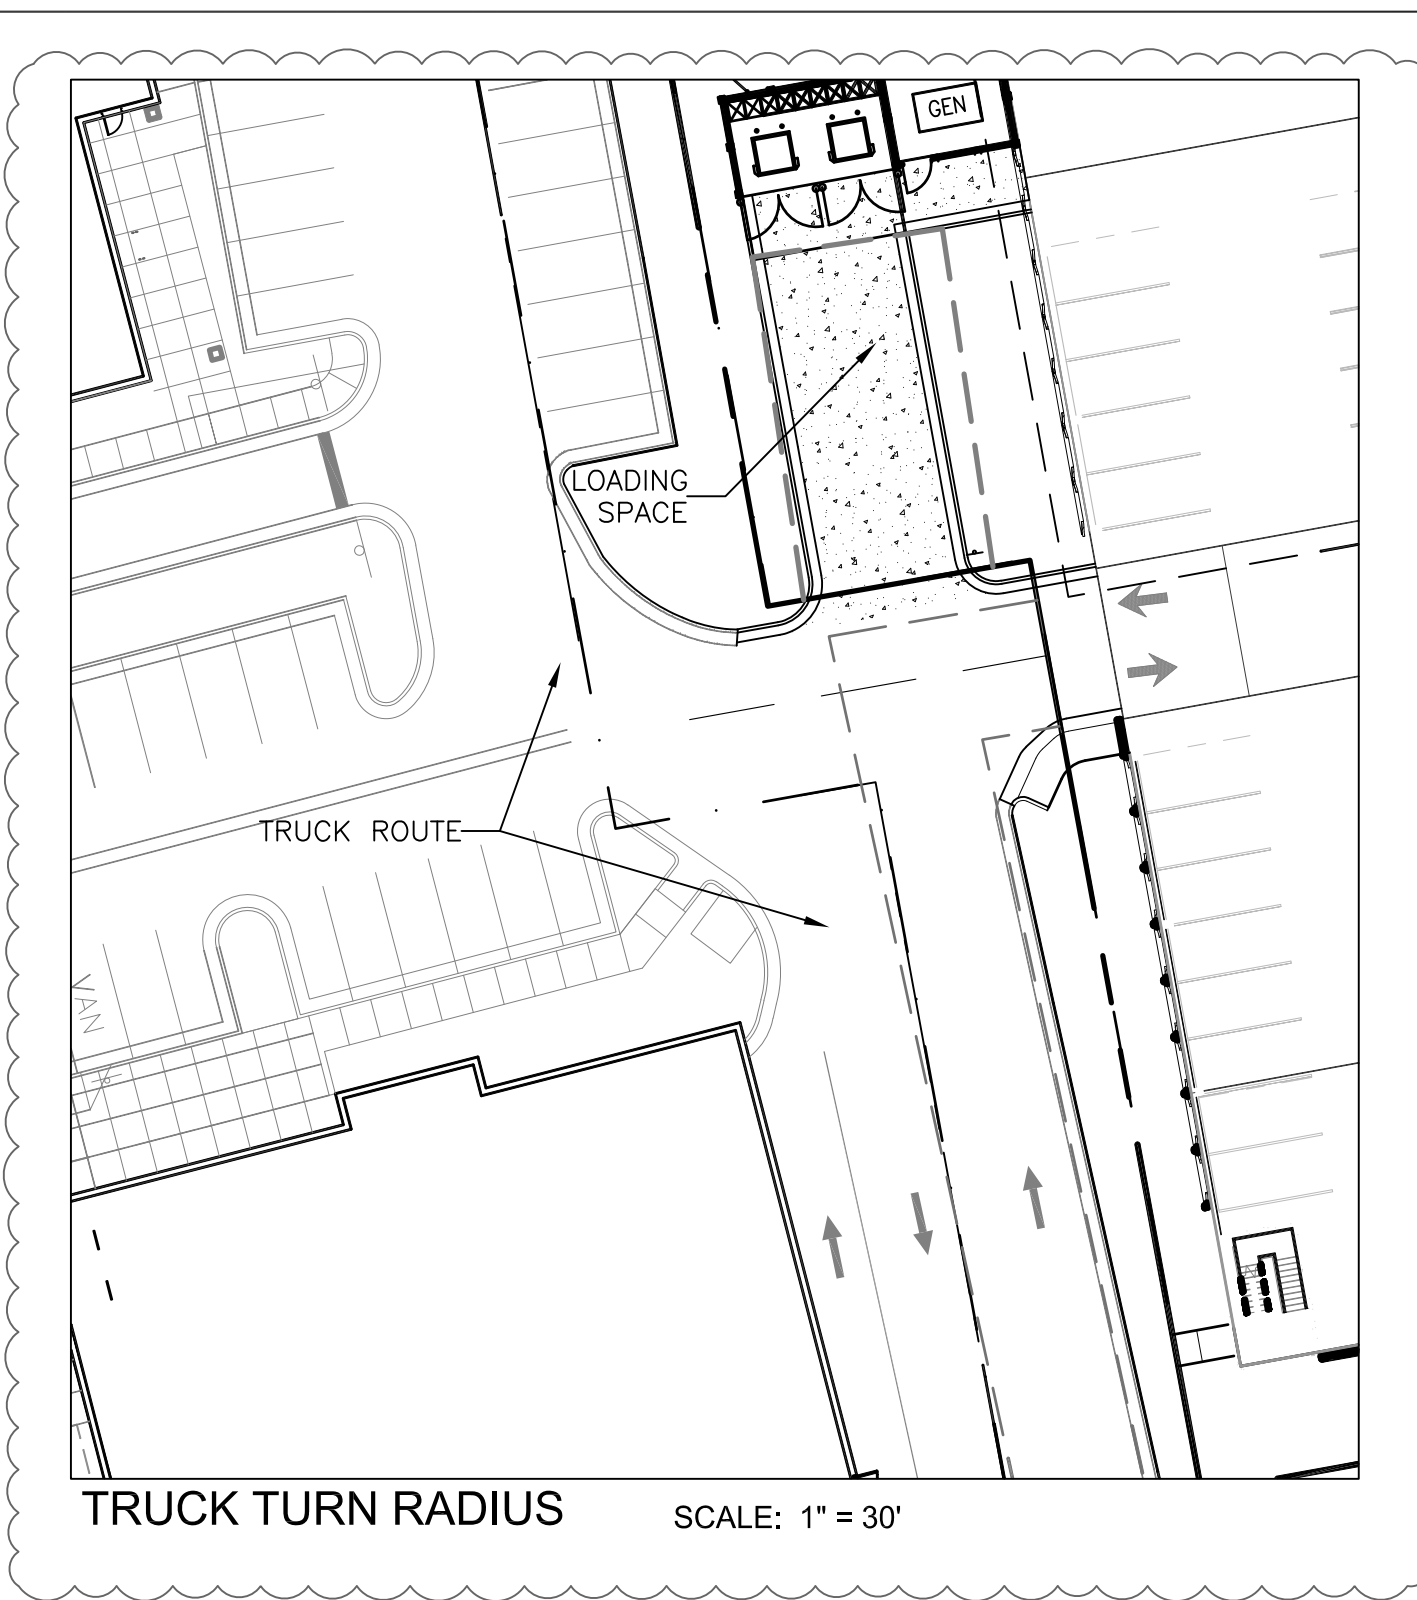 GEN
LOADING
SPACE
TRUCK ROUTE
VAN
TRUCK TURN RADIUS
SCALE: 1" = 30'